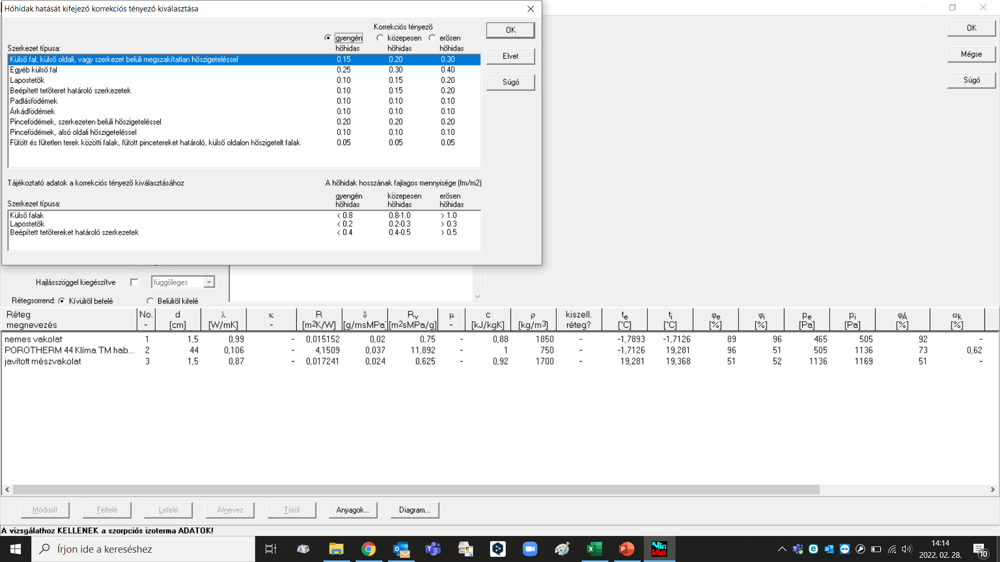 Hőhidak hatását kifejező korrekciós tényező kiválasztása
Korrekciós tényező
gyengén közepesen erősen
Szerkezet típusa: hőhidas hőhidas hőhidas
Külső fal, külső oldali, vagy szerkezet belüli megszakítatlan hőszigeteléssel 0.15 0.20 0.30
Egyéb külső fal 0.25 0.30 0.40
Lapostetők 0.10 0.15 0.20
Beépített tetőteret határoló szerkezetek 0.10 0.15 0.20
Padlásfödémek 0.10 0.10 0.10
Árkádfödémek 0.10 0.10 0.10
Pincefödémek, szerkezeten belüli hőszigeteléssel 0.20 0.20 0.20
Pincefödémek, alsó oldali hőszigeteléssel 0.10 0.10 0.10
Fűtött és fűtetlen terek közötti falak, fűtött pincetereket határoló, külső oldalon hőszigetelt falak 0.05 0.05 0.05
OK
Elvet
Súgó
OK
Mégse
Súgó
Tájékoztató adatok a korrekciós tényező kiválasztásához A hőhidak hosszának fajlagos mennyisége (fm/m2)
gyengén közepesen erősen
Szerkezet típusa: hőhidas hőhidas hőhidas
Külső falak < 0.8 0.8-1.0 > 1.0
Lapostetők < 0.2 0.2-0.3 > 0.3
Beépített tetőtereket határoló szerkezetek < 0.4 0.4-0.5 > 0.5
Hajlásszöggel kiegészítve függőleges
Rétegsorrend: Kívülről befelé Belülről kifelé
Réteg No. d λ κ R δ Rv μ c ρ kiszell. te ti φe φi pe pi φÁ ωk
megnevezés - [cm] [W/mK] - [m2K/W] [g/msMPa] [m2sMPa/g] - [kJ/kgK] [kg/m3] réteg? [°C] [°C] [%] [%] [Pa] [Pa] [%] [%]
nemes vakolat 1 1,5 0,99 - 0,015152 0,02 0,75 - 0,88 1850 - -1,7893 -1,7126 89 96 465 505 92 -
POROTHERM 44 Klíma TM hab... 2 44 0,106 - 4,1509 0,037 11,892 - 1 750 - -1,7126 19,281 96 51 505 1136 73 0,62
javított mészvakolat 3 1,5 0,87 - 0,017241 0,024 0,625 - 0,92 1700 - 19,281 19,368 51 52 1136 1169 51 -
Módosít Felfelé Lefelé Átnevez Töröl Anyagok... Diagram...
A vizsgálathoz KELLENEK a szorpciós izoterma ADATOK!
Írjon ide a kereséshez
14:14
2022. 02. 28.
10